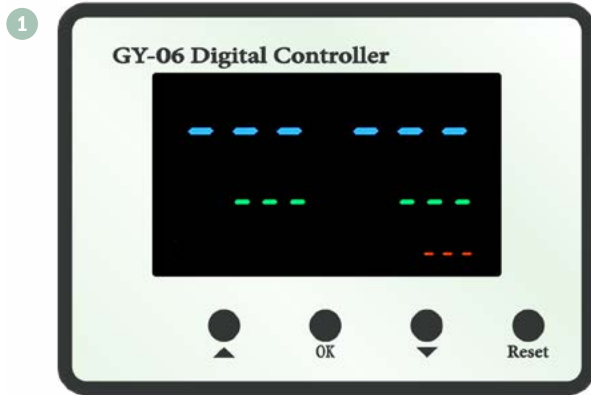 1
GY-06 Digital Controller
--- ---
--- ---
---
▲ OK ▼ Reset